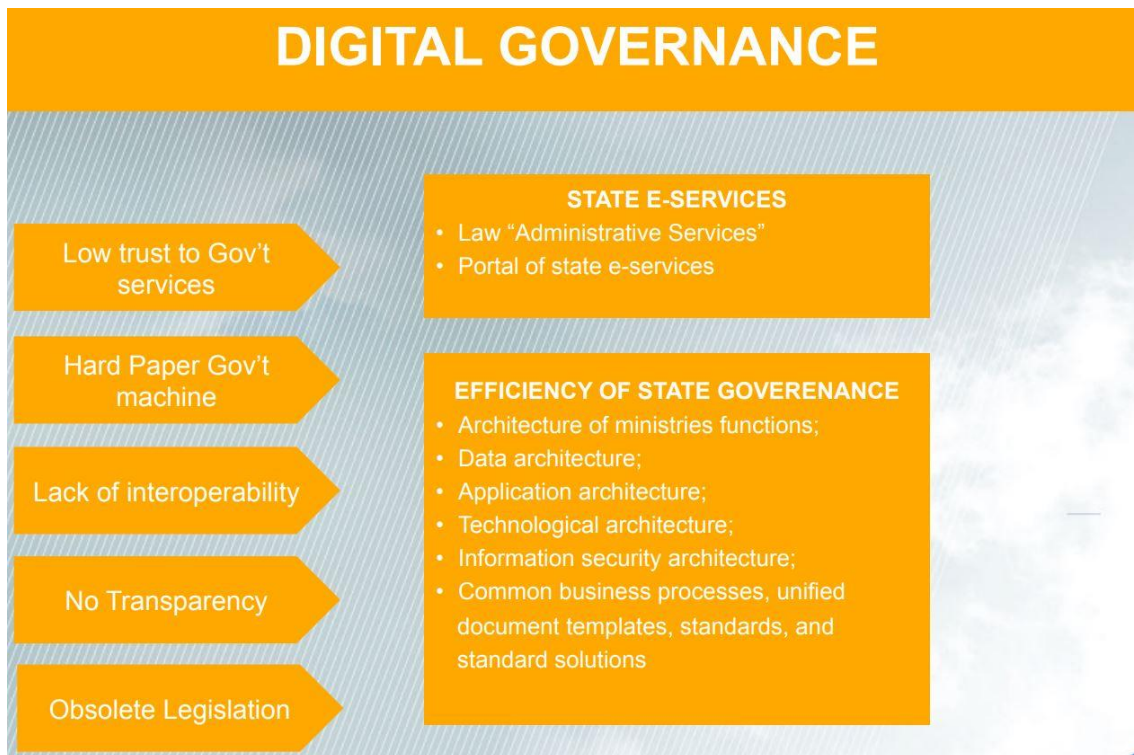 DIGITAL GOVERNANCE
Low trust to Gov’t
services
Hard Paper Gov’t
machine
Lack of interoperability
No Transparency
Obsolete Legislation
STATE E-SERVICES
• Law “Administrative Services”
• Portal of state e-services
EFFICIENCY OF STATE GOVERENANCE
• Architecture of ministries functions;
• Data architecture;
• Application architecture;
• Technological architecture;
• Information security architecture;
• Common business processes, unified
document templates, standards, and
standard solutions